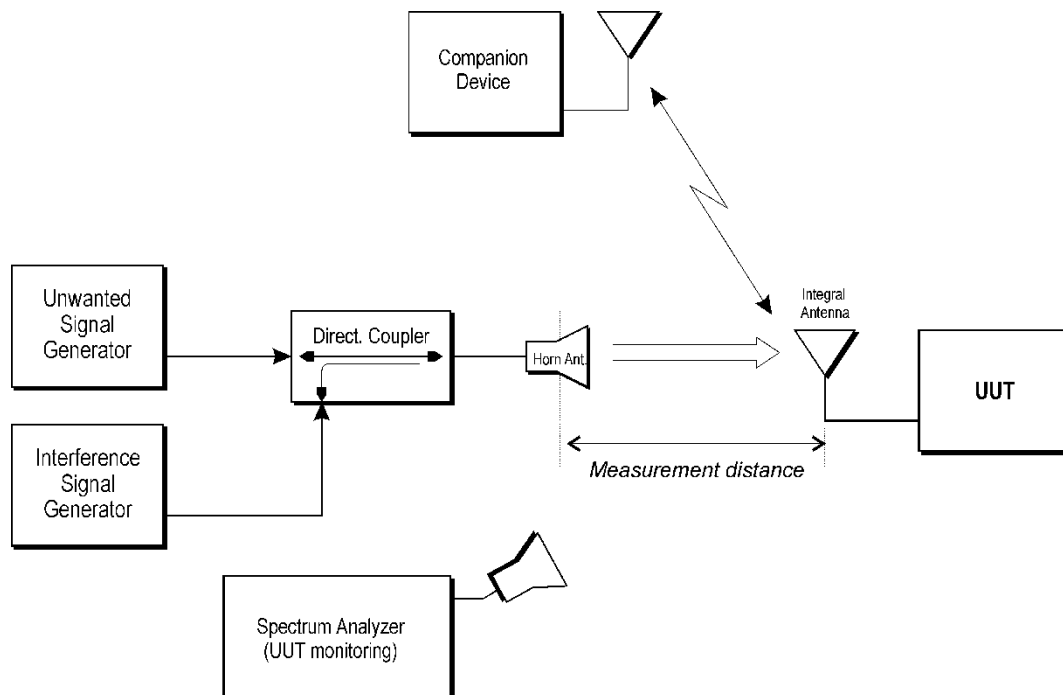 Companion
Device
Unwanted
Signal
Generator
Direct. Coupler
Horn Ant.
Integral
Antenna
UUT
Interference
Signal
Generator
Measurement distance
Spectrum Analyzer
(UUT monitoring)